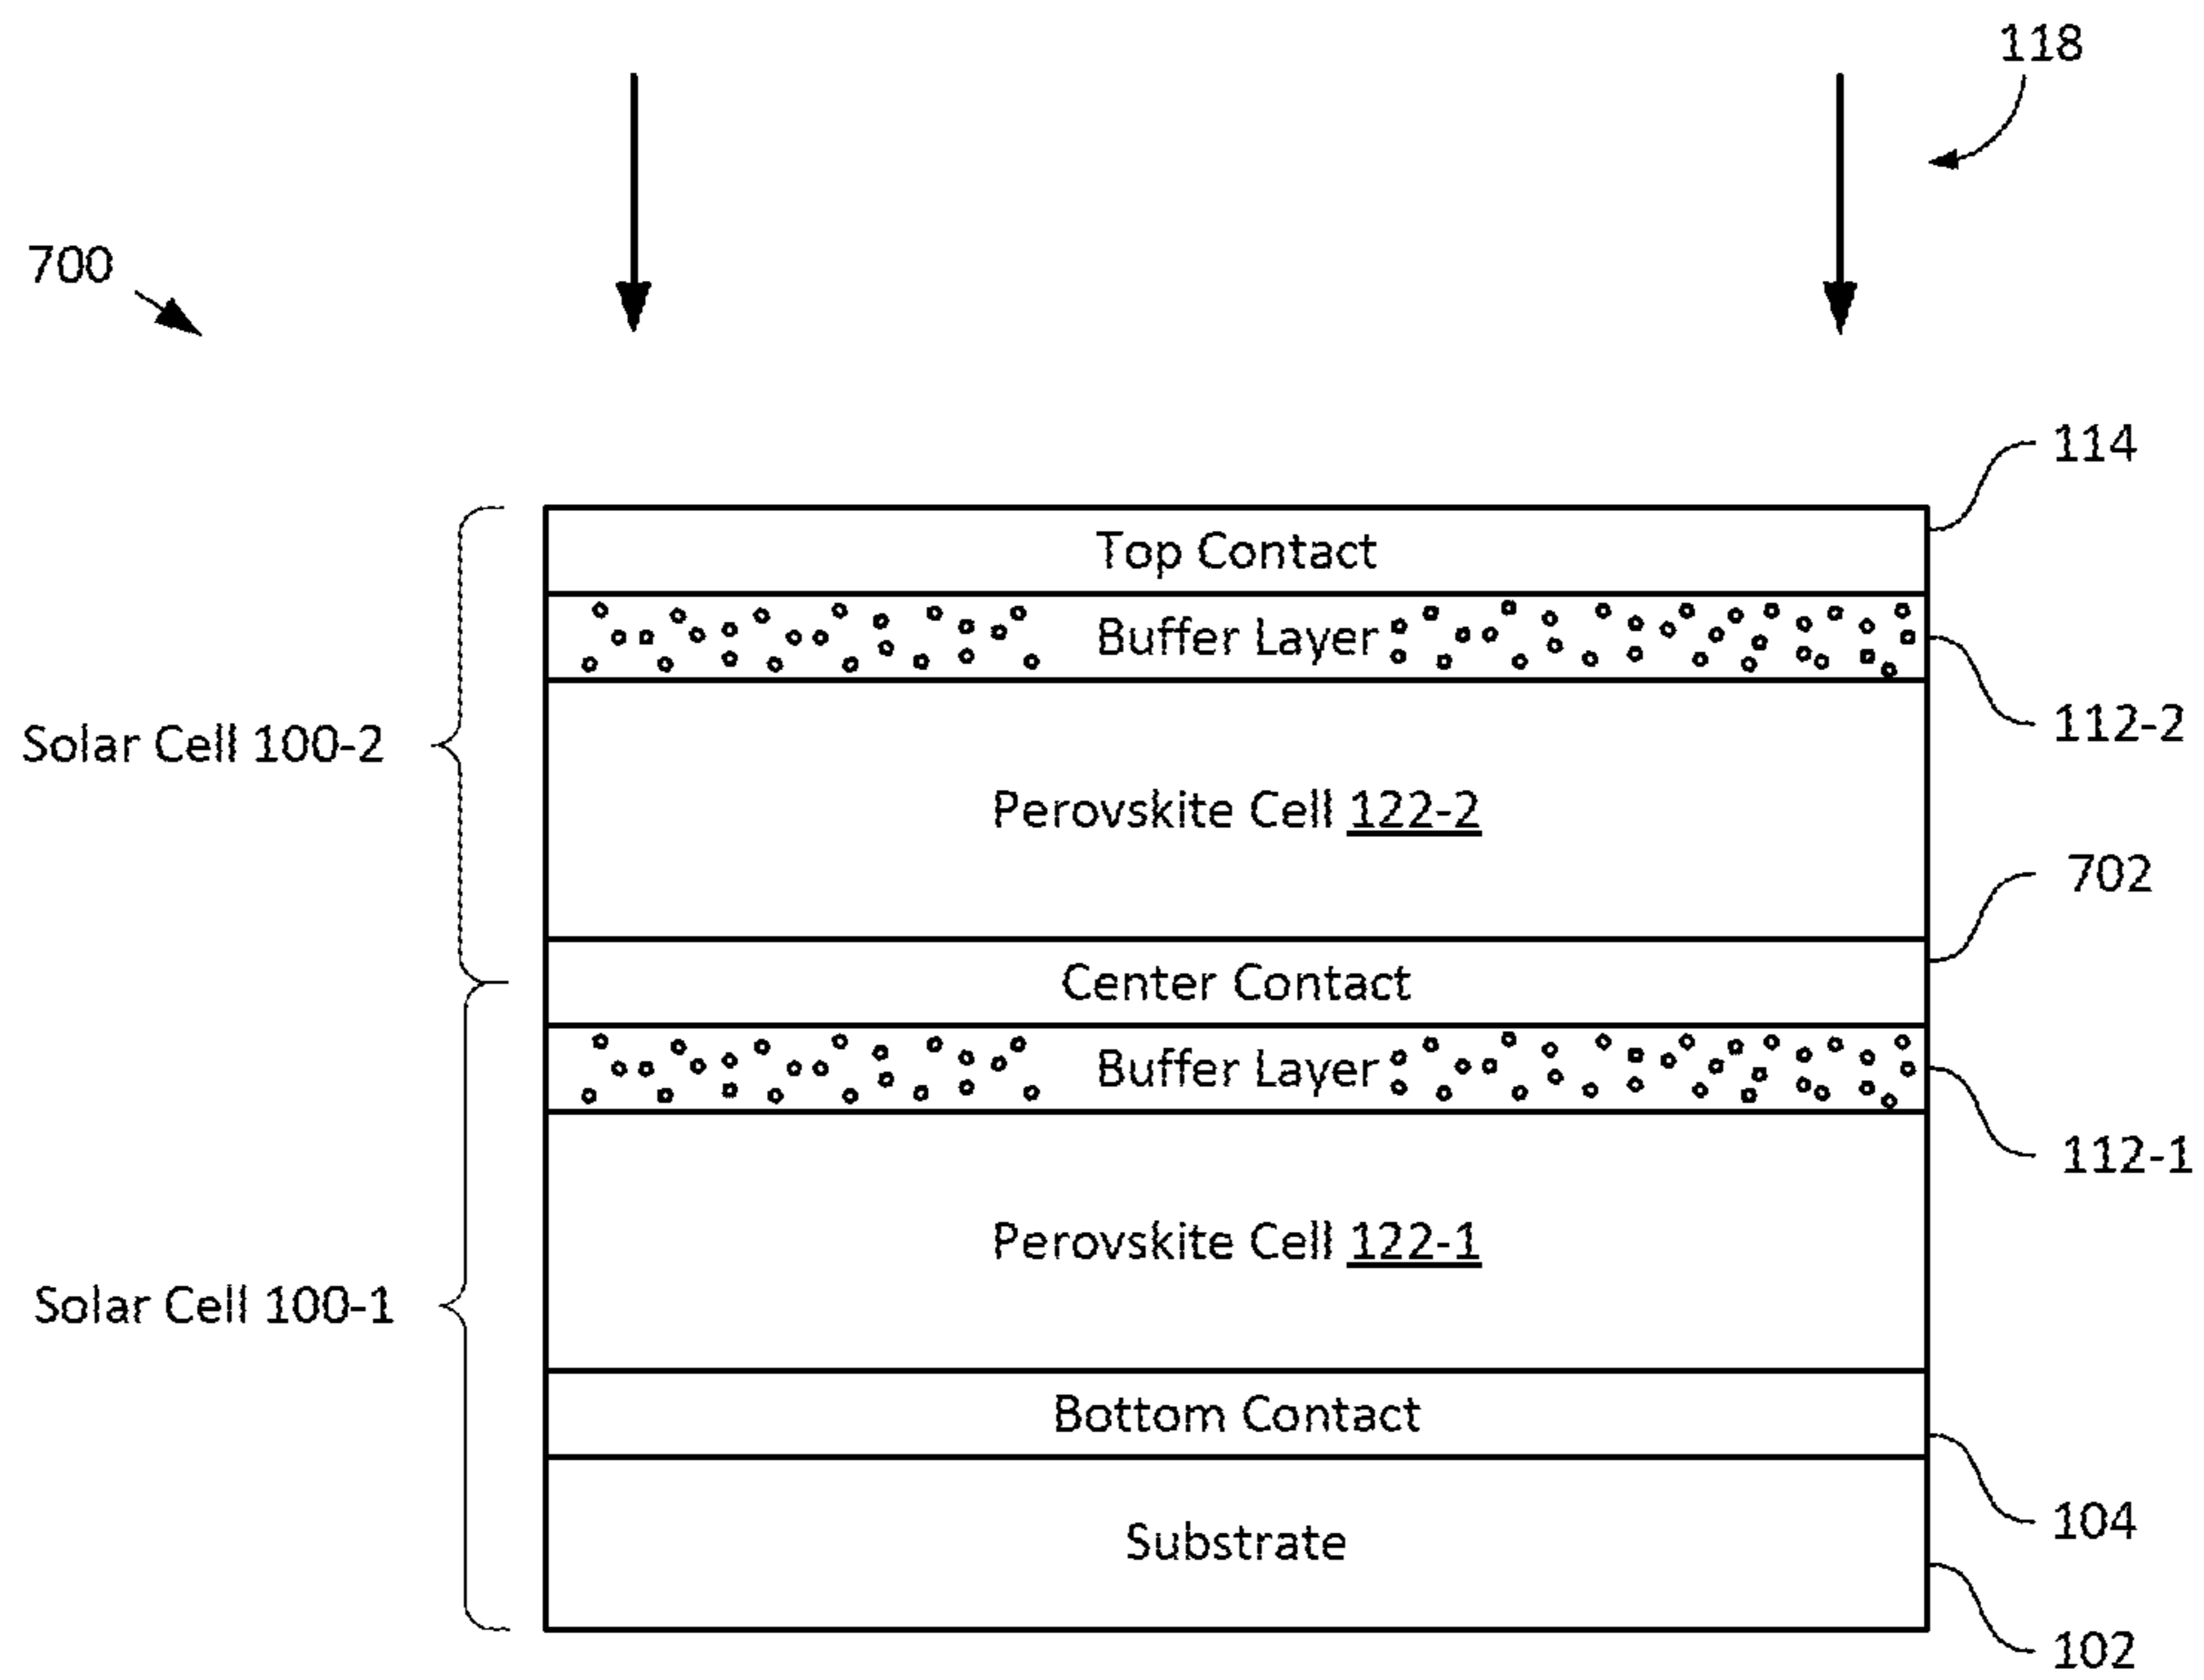 118
700
114
Top Contact
Buffer Layer
112-2
Solar Cell 100-2
Perovskite Cell 122-2
702
Center Contact
Buffer Layer
112-1
Perovskite Cell 122-1
Solar Cell 100-1
Bottom Contact
104
Substrate
102